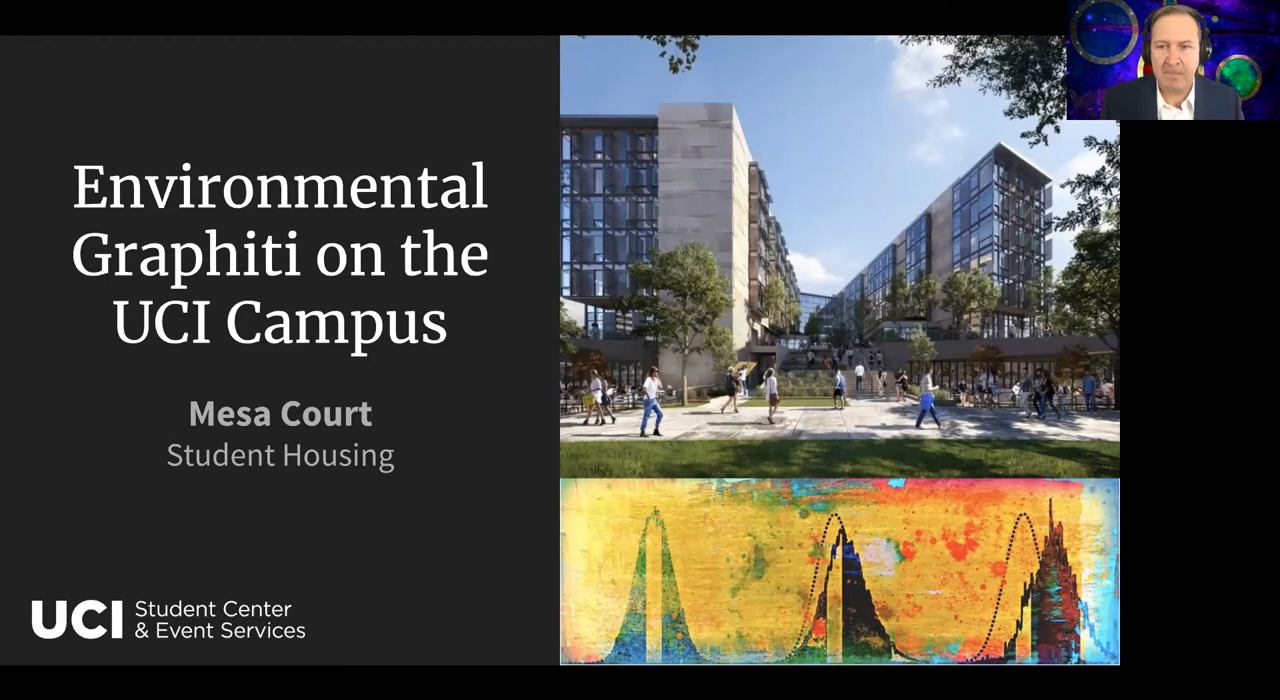 Environmental
Graphiti on the
UCI Campus
Mesa Court
Student Housing
UCI Student Center
& Event Services